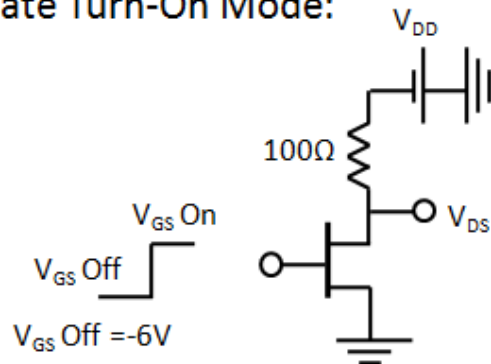 ate Turn-On Mode:
V_DD
100Ω
V_GS On
V_DS
V_GS Off
V_GS Off =-6V